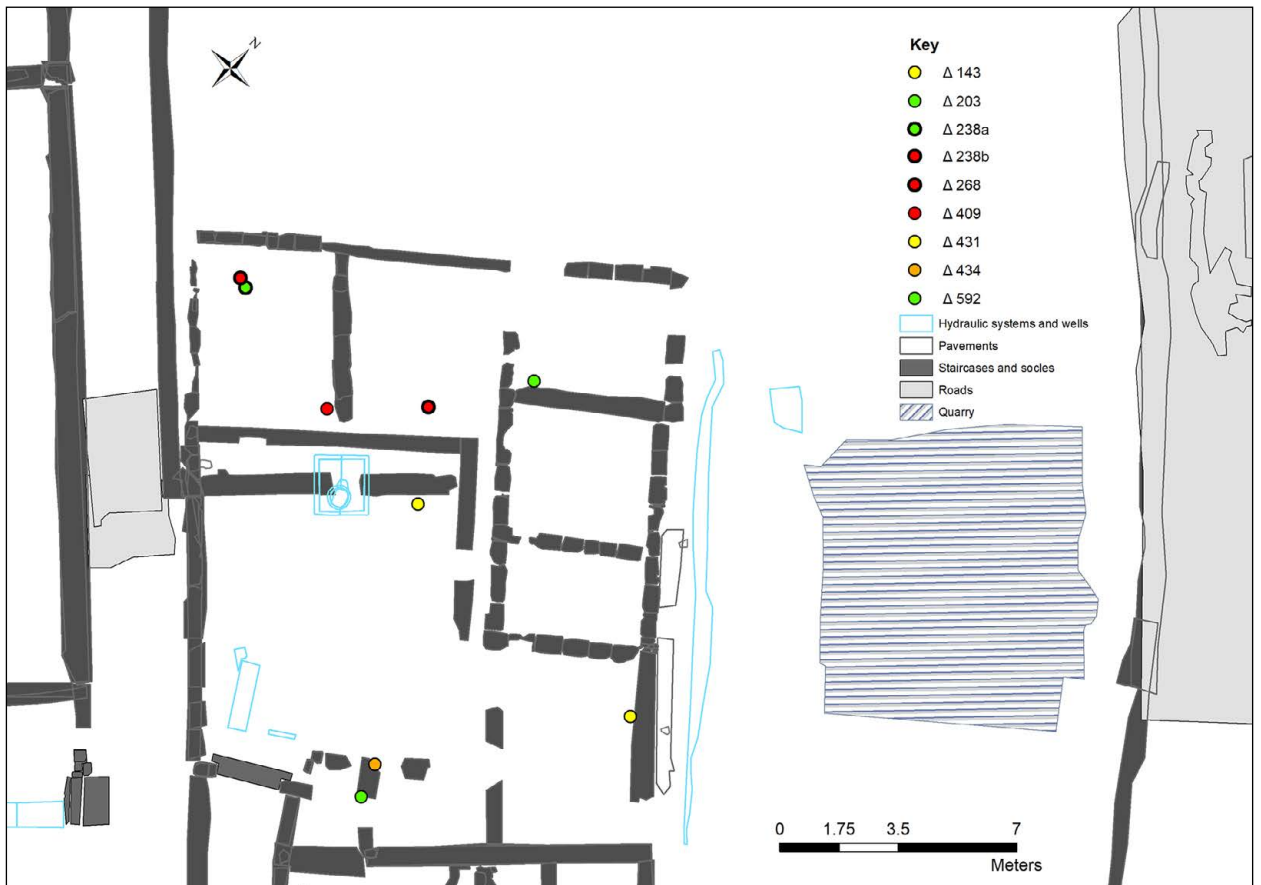 N
Key
Δ 143
Δ 203
Δ 238a
Δ 238b
Δ 268
Δ 409
Δ 431
Δ 434
Δ 592
Hydraulic systems and wells
Pavements
Staircases and socles
Roads
Quarry
0 1.75 3.5 7
Meters